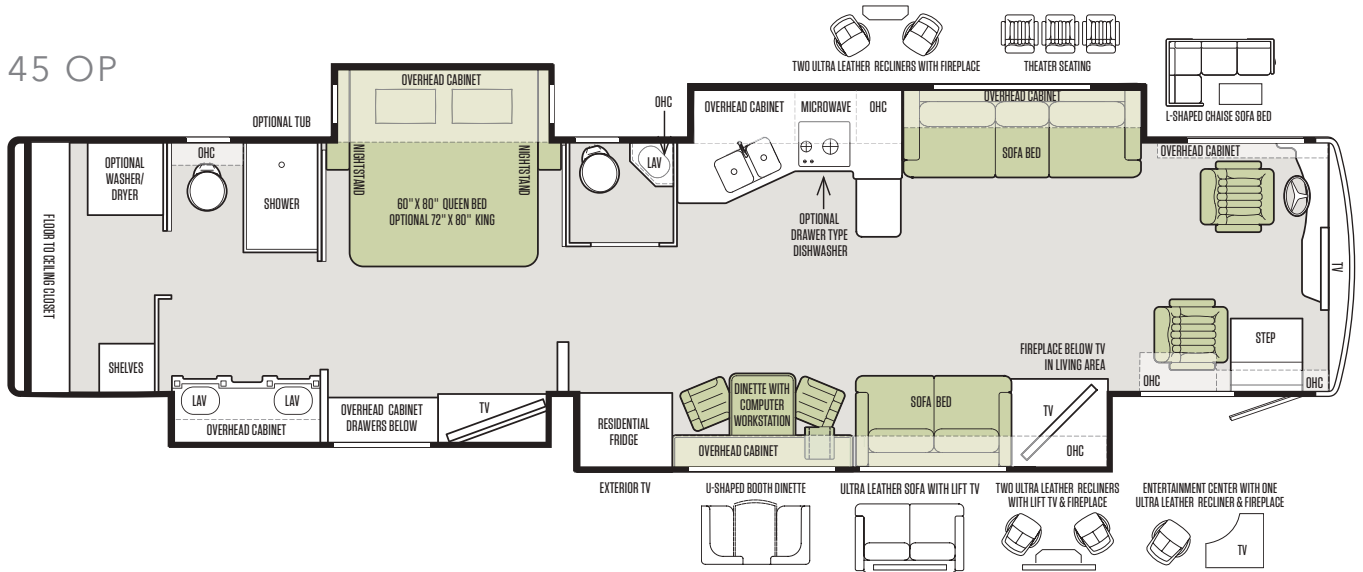 45 OP
TWO ULTRA LEATHER RECLINERS WITH FIREPLACE
THEATER SEATING
L-SHAPED CHAISE SOFA BED
OPTIONAL TUB
OVERHEAD CABINET
OHC
OVERHEAD CABINET
MICROWAVE
OHC
OVERHEAD CABINET
OVERHEAD CABINET
FLOOR TO CEILING CLOSET
OPTIONAL
WASHER/
DRYER
OHC
SHOWER
NIGHTSTAND
NIGHTSTAND
60" X 80" QUEEN BED
OPTIONAL 72" X 80" KING
LAV
OPTIONAL
DRAWER TYPE
DISHWASHER
SOFA BED
TV
SHELVES
LAV
LAV
OVERHEAD CABINET
OVERHEAD CABINET
DRAWERS BELOW
TV
RESIDENTIAL
FRIDGE
DINETTE WITH
COMPUTER
WORKSTATION
OVERHEAD CABINET
SOFA BED
FIREPLACE BELOW TV
IN LIVING AREA
TV
OHC
OHC
STEP
OHC
EXTERIOR TV
U-SHAPED BOOTH DINETTE
ULTRA LEATHER SOFA WITH LIFT TV
TWO ULTRA LEATHER RECLINERS
WITH LIFT TV & FIREPLACE
ENTERTAINMENT CENTER WITH ONE
ULTRA LEATHER RECLINER & FIREPLACE
TV